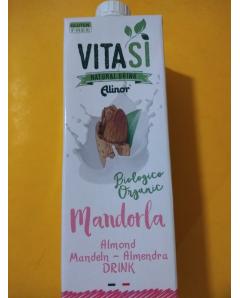 GLUTEN
FREE
VITASÌ
NATURAL DRINK
Alinor
Biologico
Organic
Mandorla
Almond
Mandeln - Almendra
DRINK